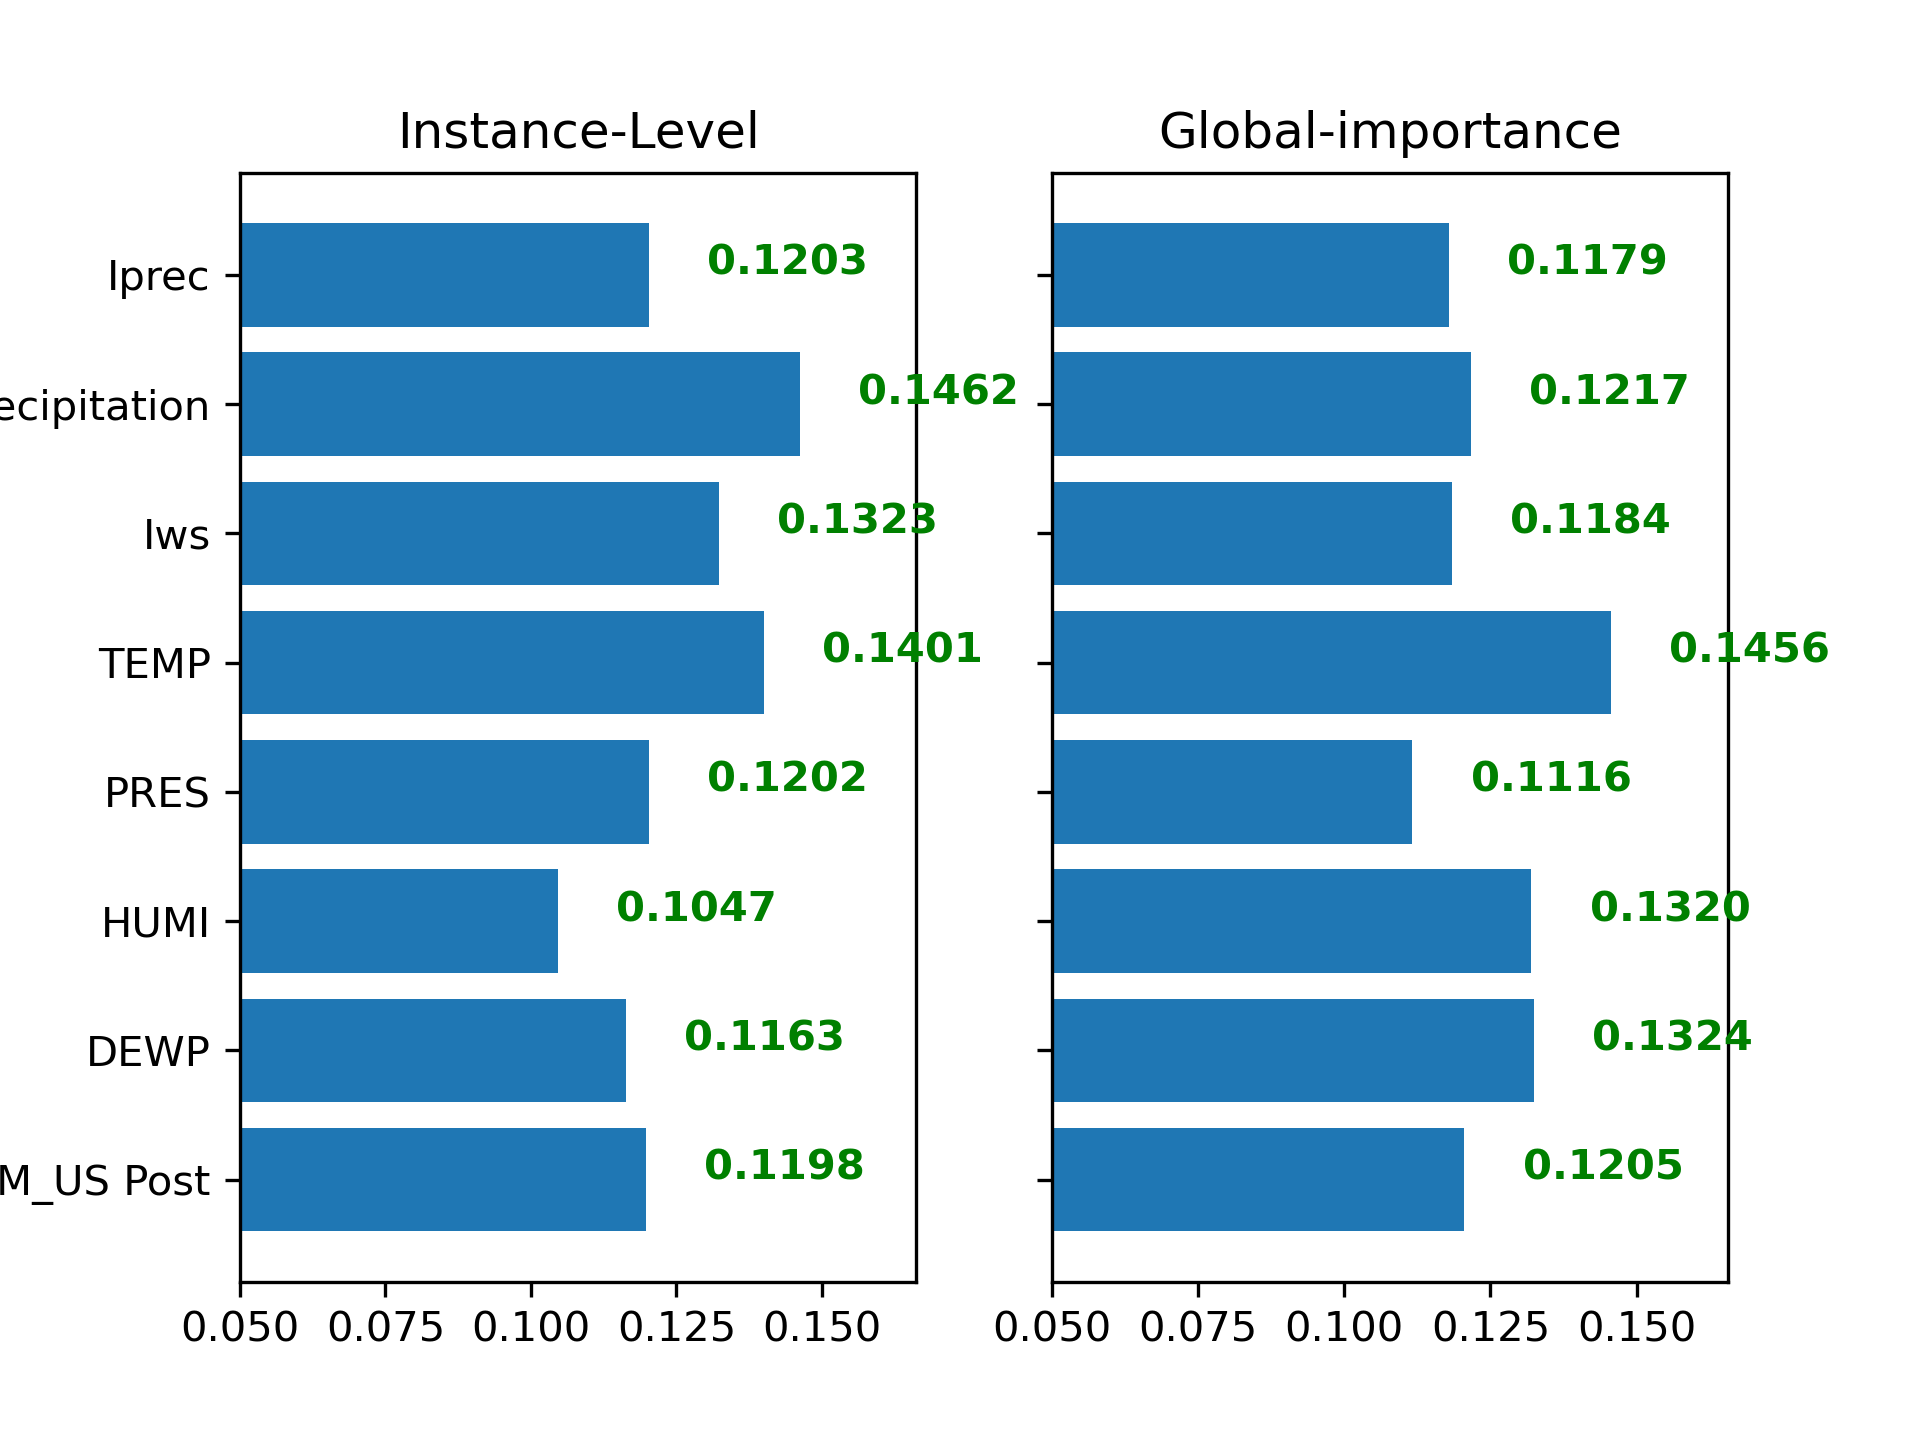 Instance-Level Global-importance
Iprec 0.1203 0.1179
ecipitation 0.1462 0.1217
Iws 0.1323 0.1184
TEMP 0.1401 0.1456
PRES 0.1202 0.1116
HUMI 0.1047 0.1320
DEWP 0.1163 0.1324
M_US Post 0.1198 0.1205
0.050 0.075 0.100 0.125 0.150 0.050 0.075 0.100 0.125 0.150